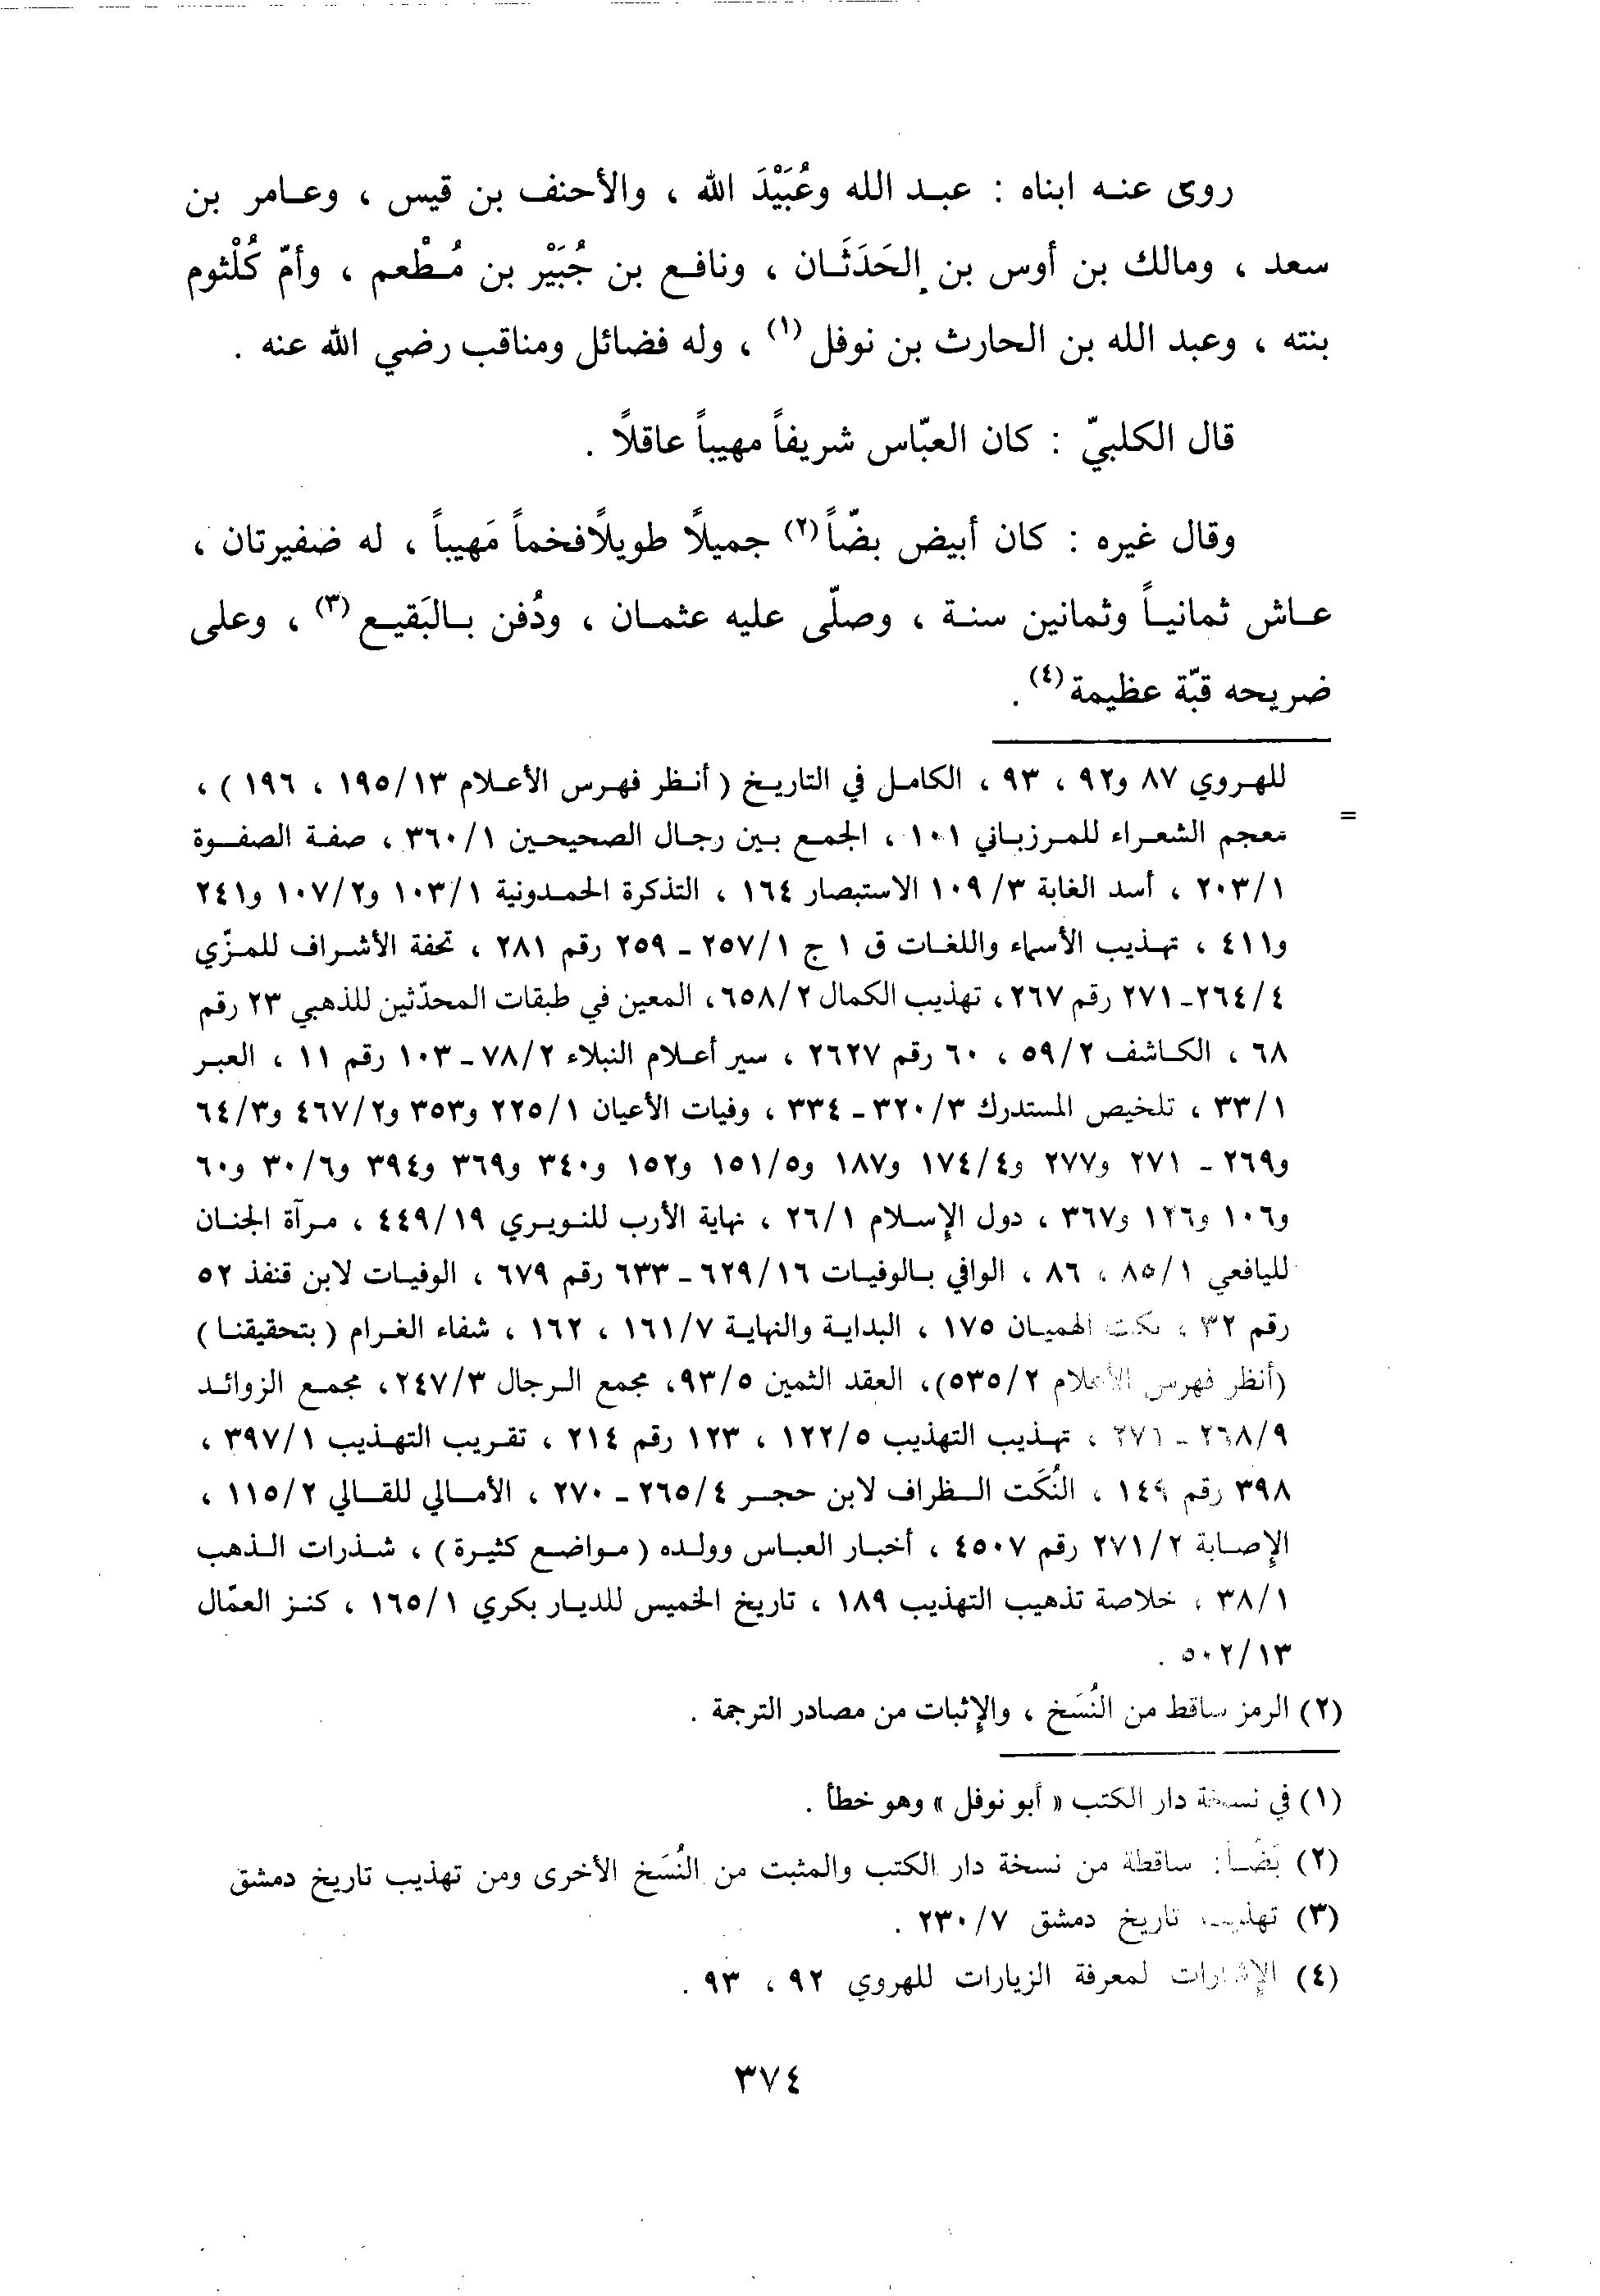 روى عنه ابناه : عبد الله وعُبَيْدَ الله ، والأحنف بن قيس ، وعامر بن
سعد ، ومالك بن أوس بن الحَدَثَان ، ونافع بن جُبَيْر بن مُطْعم ، وأمّ كُلْثوم
بنته ، وعبد الله بن الحارث بن نوفل (١) ، وله فضائل ومناقب رضي الله عنه .
قال الكلبيّ : كان العبّاس شريفاً مهيباً عاقلاً .
وقال غيره : كان أبيض بضّاً (٢) جميلاً طويلاً فخماً مَهيباً ، له ضفيرتان ،
عاش ثمانياً وثمانين سنة ، وصلّى عليه عثمان ، ودُفن بالبَقيع (٣) ، وعلى
ضريحه قبّة عظيمة (٤) .
=
للهروي ٨٧ و٩٢ ، ٩٣ ، الكامل في التاريخ ( أنظر فهرس الأعلام ١٩٥/١٣ ، ١٩٦ ) ،
معجم الشعراء للمرزباني ١٠١ ، الجمع بين رجال الصحيحين ٣٦٠/١ ، صفة الصفوة
٢٠٣/١ ، أسد الغابة ١٠٩/٣ الاستبصار ١٦٤ ، التذكرة الحمدونية ١٠٣/١ و١٠٧/٢ و٢٤١
و٤١١ ، تهذيب الأسماء واللغات ق ١ ج ٢٥٧/١ - ٢٥٩ رقم ٢٨١ ، تحفة الأشراف للمزّي
٢٦٤/٤ - ٢٧١ رقم ٢٦٧ ، تهذيب الكمال ٦٥٨/٢ ، المعين في طبقات المحدّثين للذهبي ٢٣ رقم
٦٨ ، الكاشف ٥٩/٢ ، ٦٠ رقم ٢٦٢٧ ، سير أعلام النبلاء ٧٨/٢ - ١٠٣ رقم ١١ ، العبر
٣٣/١ ، تلخيص المستدرك ٣٢٠/٣ - ٣٣٤ ، وفيات الأعيان ٢٢٥/١ و٣٥٣ و٤٦٧/٢ و٦٤/٣
و٢٦٩ - ٢٧١ و٢٧٧ و١٧٤/٤ و١٨٧ و١٥١/٥ و١٥٢ و٣٤٠ و٣٦٩ و٣٩٤ و٣٠/٦ و٦٠
و١٠٦ و١٢٦ و٣٦٧ ، دول الإسلام ٢٦/١ ، نهاية الأرب للنويري ٤٤٩/١٩ ، مرآة الجنان
لليافعي ٨٥/١ ، ٨٦ ، الوافي بالوفيات ٦٢٩/١٦ - ٦٣٣ رقم ٦٧٩ ، الوفيات لابن قنفذ ٥٢
رقم ٣٢ ، نكت الهميان ١٧٥ ، البداية والنهاية ١٦١/٧ ، ١٦٢ ، شفاء الغرام ( بتحقيقنا )
(أنظر فهرس الأعلام ٥٣٥/٢) ، العقد الثمين ٩٣/٥ ، مجمع الرجال ٢٤٧/٣ ، مجمع الزوائد
٢٦٨/٩ - ٢٧١ ، تهذيب التهذيب ١٢٢/٥ ، ١٢٣ رقم ٢١٤ ، تقريب التهذيب ٣٩٧/١ ،
٣٩٨ رقم ١٤٩ ، النُكَت الظراف لابن حجر ٢٦٥/٤ - ٢٧٠ ، الأمالي للقالي ١١٥/٢ ،
الإصابة ٢٧١/٢ رقم ٤٥٠٧ ، أخبار العباس وولده ( مواضع كثيرة ) ، شذرات الذهب
٣٨/١ ، خلاصة تذهيب التهذيب ١٨٩ ، تاريخ الخميس للديار بكري ١٦٥/١ ، كنز العمّال
٥٠٢/١٣ .
(٢) الرمز ساقط من النُسَخ ، والإثبات من مصادر الترجمة .
(١) في نسخة دار الكتب « أبو نوفل » وهو خطأ .
(٢) بَضّاً : ساقطة من نسخة دار الكتب والمثبت من النُسَخ الأخرى ومن تهذيب تاريخ دمشق
(٣) تهذيب تاريخ دمشق ٢٣٠/٧ .
(٤) الإشارات لمعرفة الزيارات للهروي ٩٢ ، ٩٣ .
٣٧٤